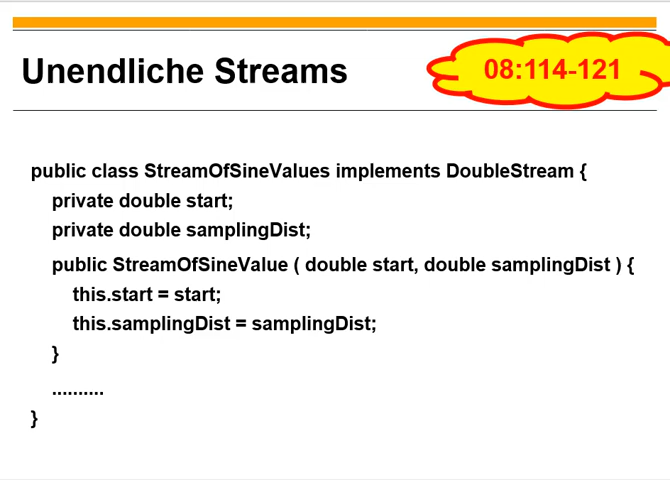 Unendliche Streams
08:114-121
public class StreamOfSineValues implements DoubleStream {
private double start;
private double samplingDist;
public StreamOfSineValue ( double start, double samplingDist ) {
this.start = start;
this.samplingDist = samplingDist;
}
..........
}